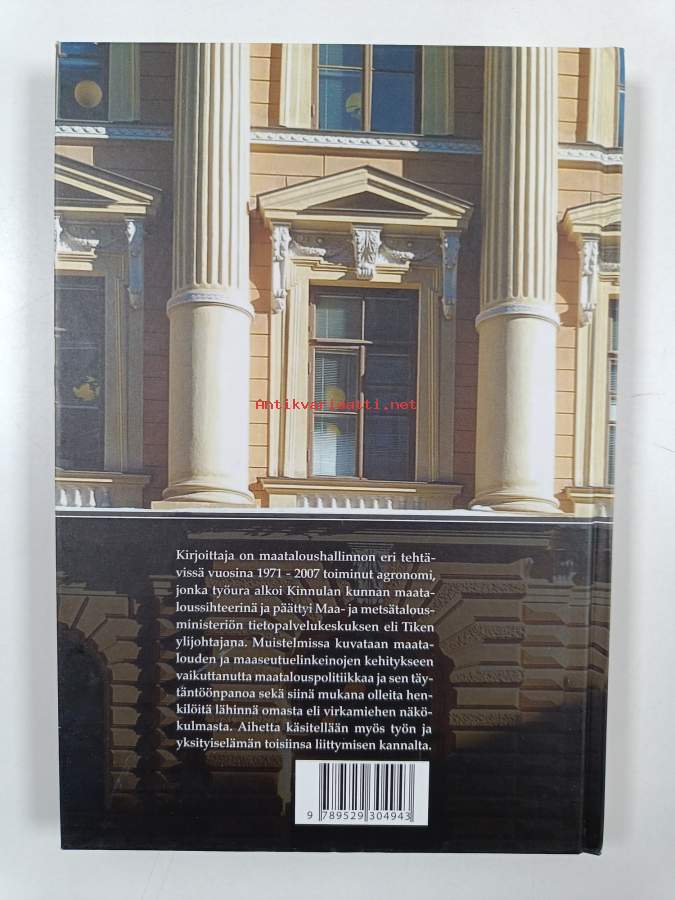 Antikvariaatti.net
Kirjoittaja on maataloushallinnon eri tehtä-
vissä vuosina 1971 - 2007 toiminut agronomi,
jonka työura alkoi Kinnulan kunnan maata-
loussihteerinä ja päättyi Maa- ja metsätalous-
ministeriön tietopalvelukeskuksen eli Tiken
ylijohtajana. Muistelmissa kuvataan maata-
louden ja maaseutuelinkeinojen kehitykseen
vaikuttanutta maatalouspolitiikkaa ja sen täy-
täntöönpanoa sekä siinä mukana olleita hen-
kilöitä lähinnä omasta eli virkamiehen näkö-
kulmasta. Aihetta käsitellään myös työn ja
yksityiselämän toisiinsa liittymisen kannalta.
9 789529 304943